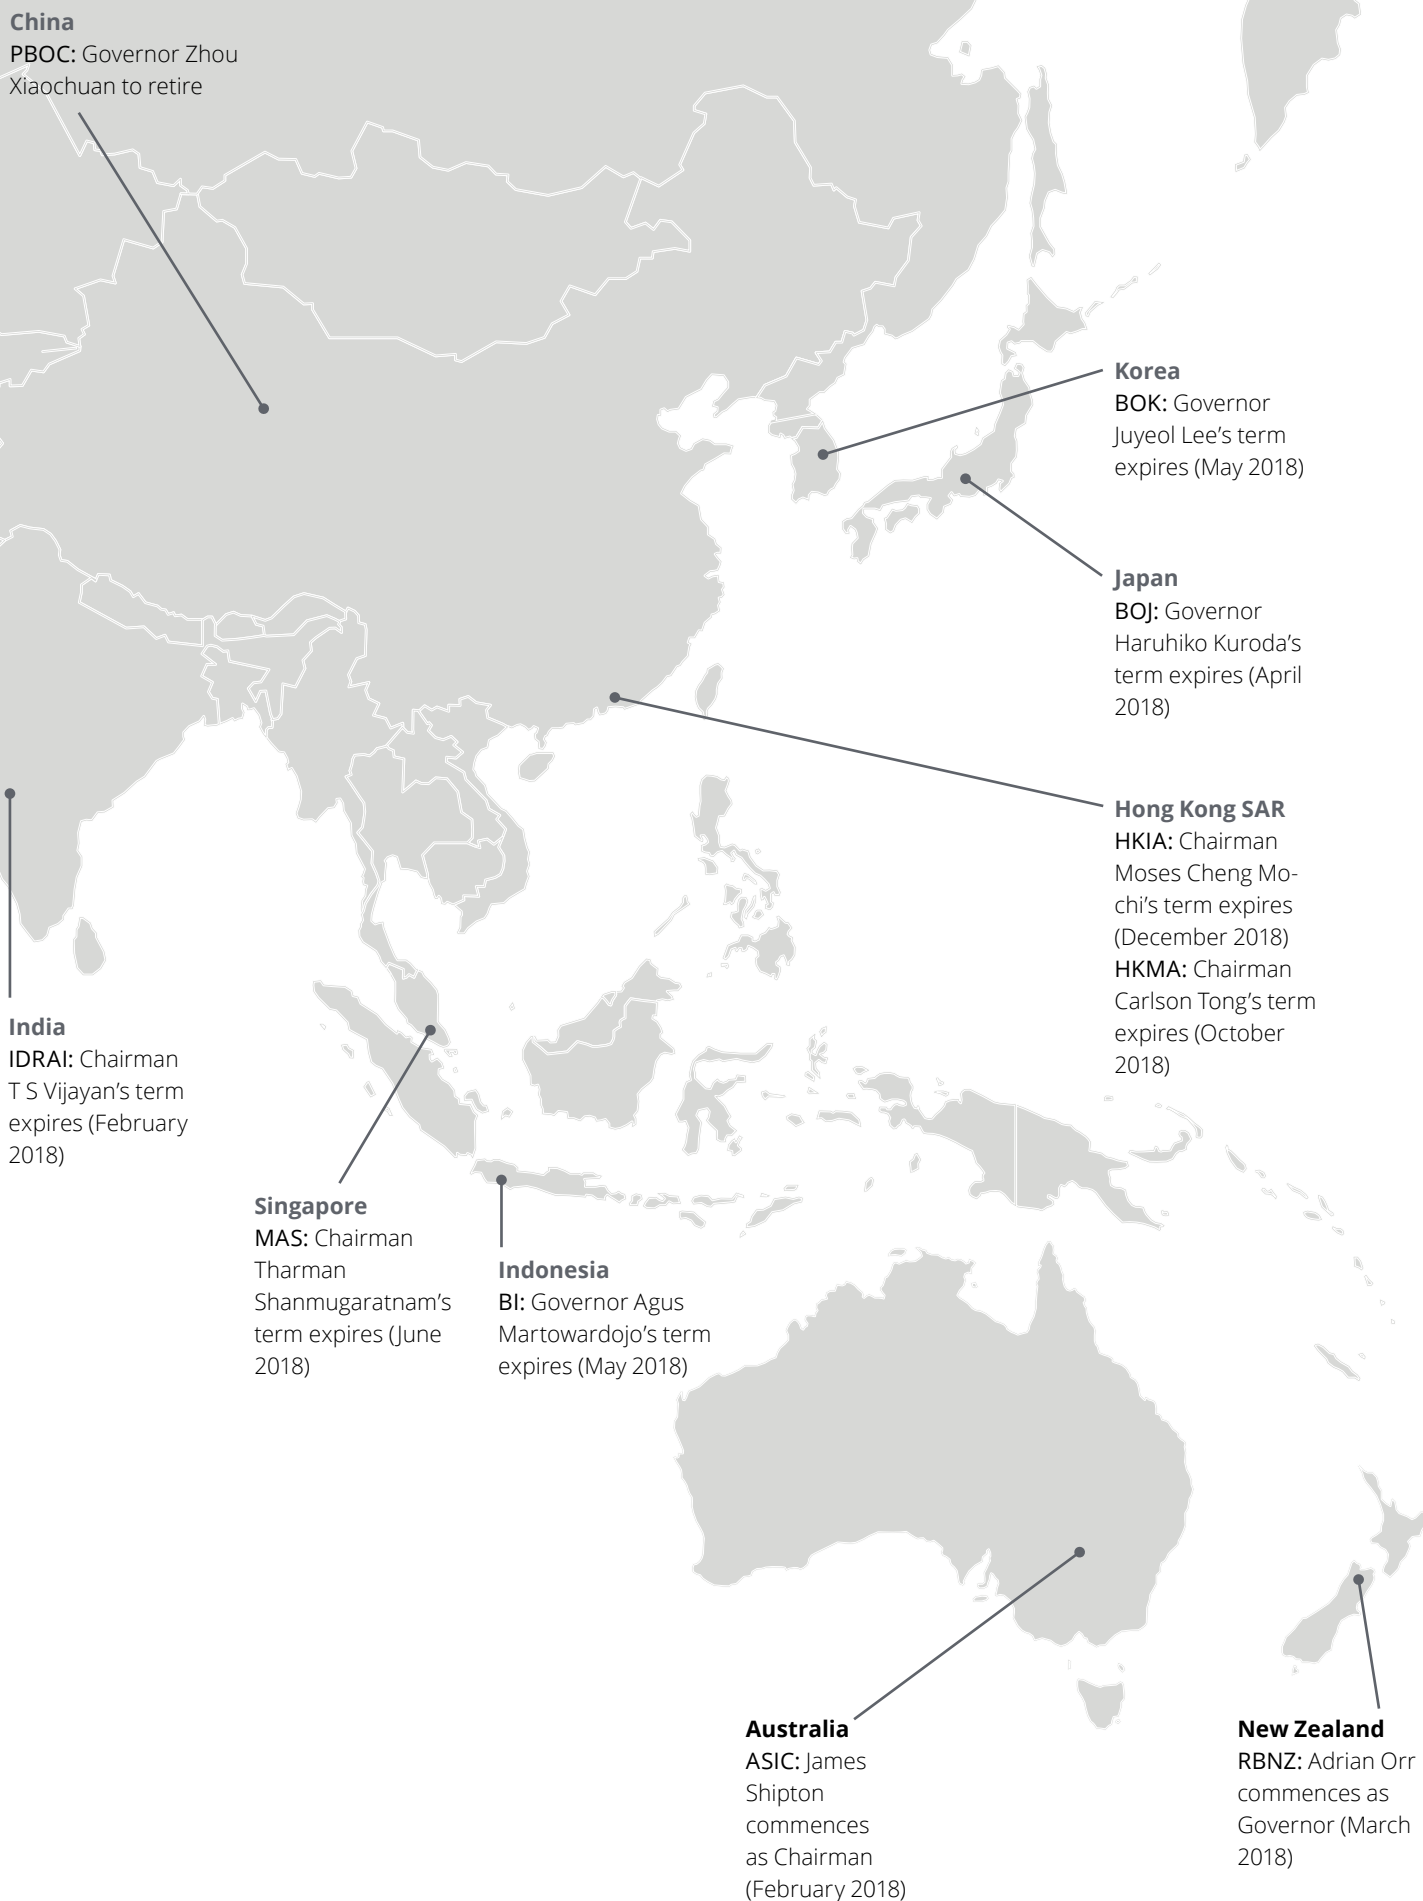 China
PBOC: Governor Zhou
Xiaochuan to retire
Korea
BOK: Governor
Juyeol Lee's term
expires (May 2018)
Japan
BOJ: Governor
Haruhiko Kuroda's
term expires (April
2018)
Hong Kong SAR
HKIA: Chairman
Moses Cheng Mo-
chi's term expires
(December 2018)
HKMA: Chairman
Carlson Tong's term
expires (October
2018)
India
IDRAI: Chairman
T S Vijayan's term
expires (February
2018)
Singapore
MAS: Chairman
Tharman
Shanmugaratnam's
term expires (June
2018)
Indonesia
BI: Governor Agus
Martowardojo's term
expires (May 2018)
Australia
ASIC: James
Shipton
commences
as Chairman
(February 2018)
New Zealand
RBNZ: Adrian Orr
commences as
Governor (March
2018)